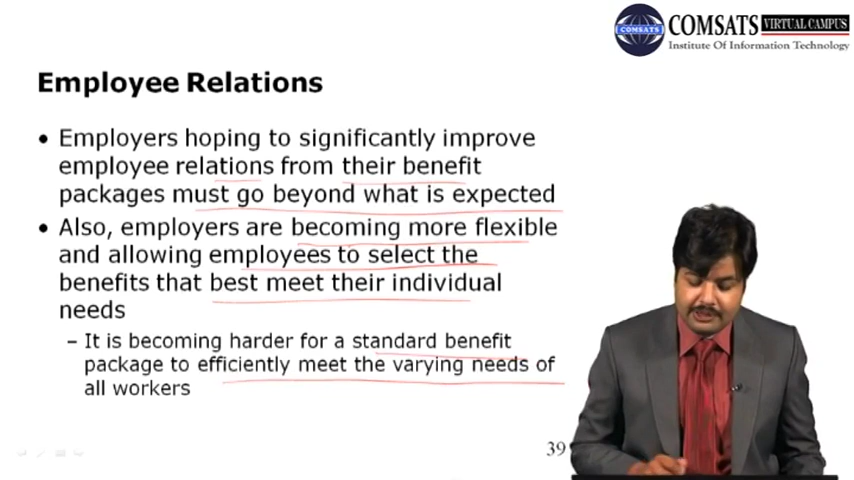 COMSATS VIRTUAL CAMPUS
COMSATS
Institute Of Information Technology
Employee Relations
• Employers hoping to significantly improve
employee relations from their benefit
packages must go beyond what is expected
• Also, employers are becoming more flexible
and allowing employees to select the
benefits that best meet their individual
needs
– It is becoming harder for a standard benefit
package to efficiently meet the varying needs of
all workers
39